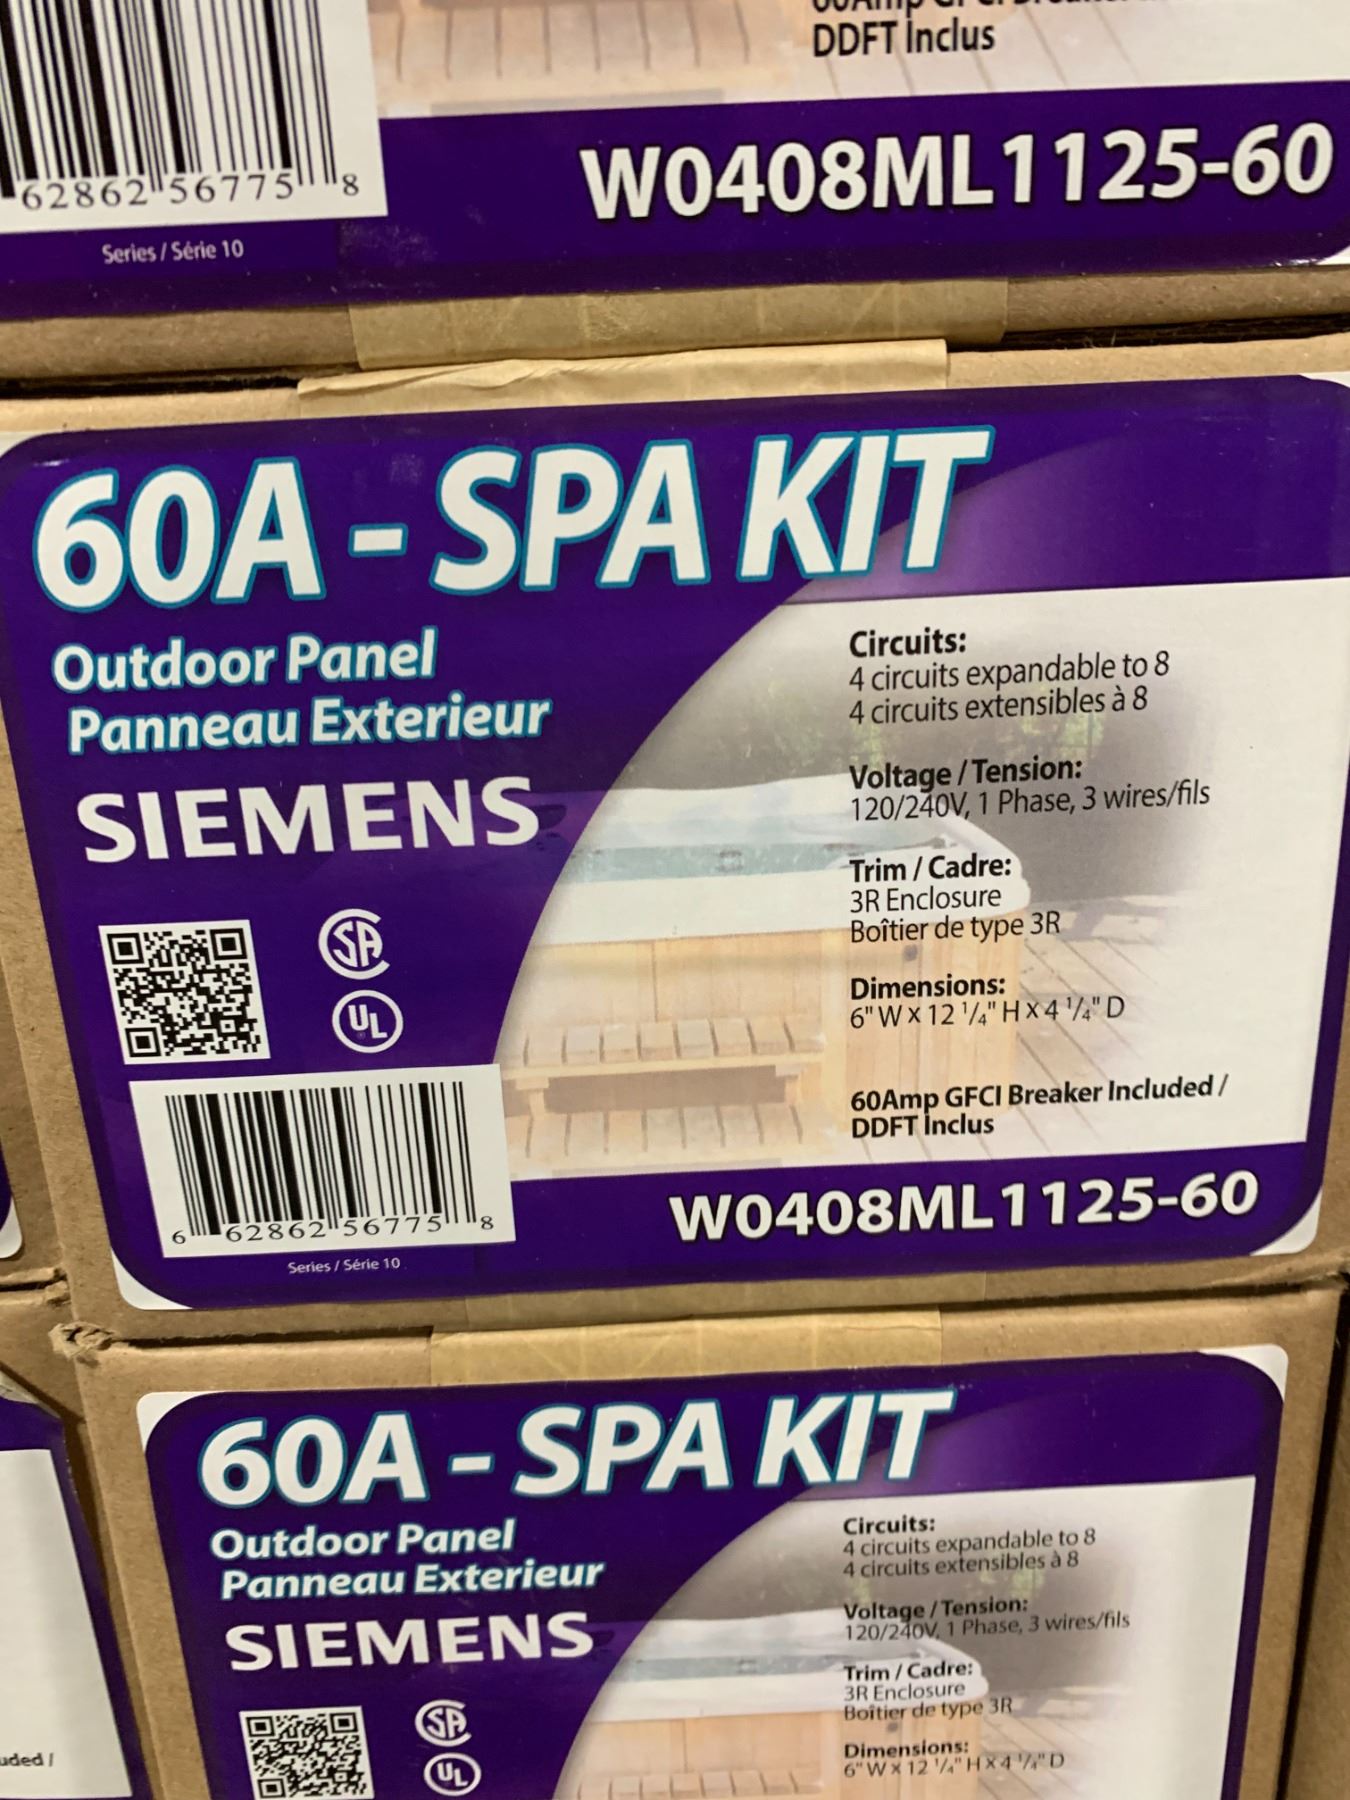 DDFT Inclus
62862 56775 8
W0408ML1125-60
Series / Série 10
60A - SPA KIT
Outdoor Panel
Panneau Exterieur
SIEMENS
SA
UL
Circuits:
4 circuits expandable to 8
4 circuits extensibles à 8
Voltage / Tension:
120/240V, 1 Phase, 3 wires/fils
Trim / Cadre:
3R Enclosure
Boîtier de type 3R
Dimensions:
6" W x 12 1/4" H x 4 1/4" D
60Amp GFCI Breaker Included /
DDFT Inclus
6 62862 56775 8
Series / Série 10
W0408ML1125-60
60A - SPA KIT
Outdoor Panel
Panneau Exterieur
SIEMENS
SA
UL
Circuits:
4 circuits expandable to 8
4 circuits extensibles à 8
Voltage / Tension:
120/240V, 1 Phase, 3 wires/fils
Trim / Cadre:
3R Enclosure
Boîtier de type 3R
Dimensions:
6" W x 12 1/4" H x 4 1/4" D